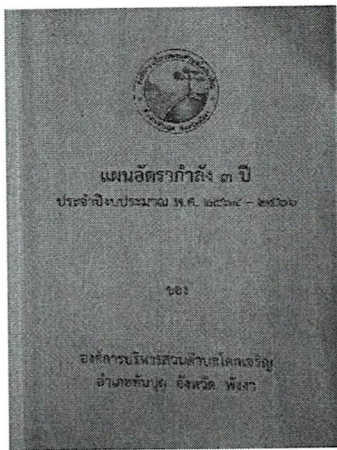 แผนอัตรากำลัง ๓ ปี
ประจำปีงบประมาณ พ.ศ. ๒๕๖๔ - ๒๕๖๖
ของ
องค์การบริหารส่วนตำบลโคกเจริญ
อำเภอทับปุด จังหวัด พังงา